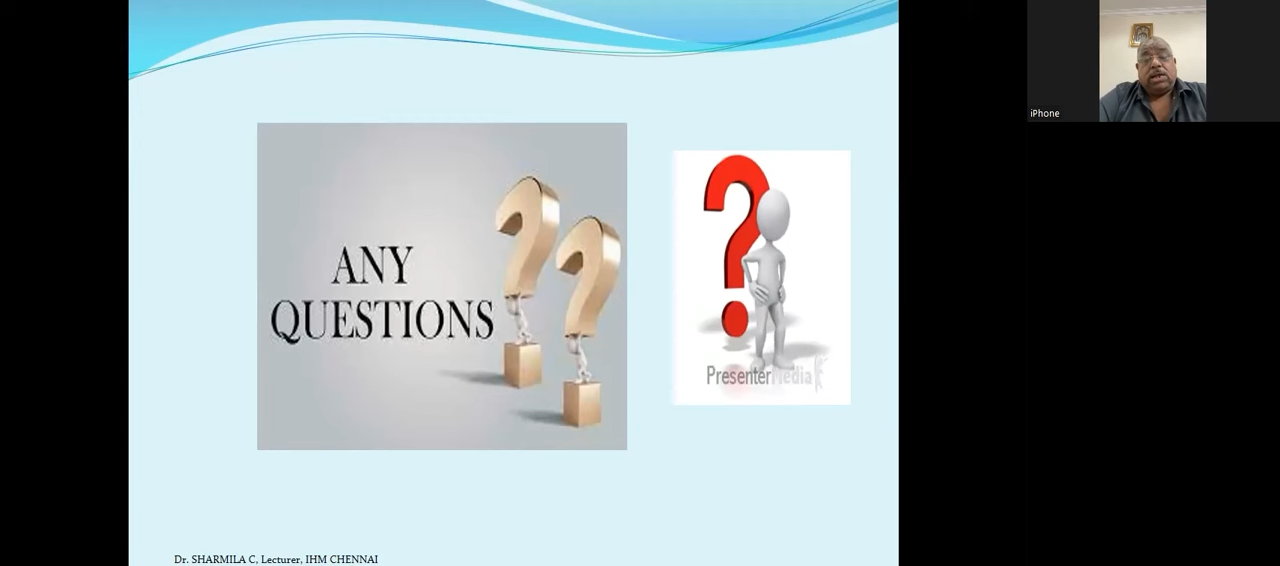 ANY
QUESTIONS
PresenterMedia
Dr. SHARMILA C, Lecturer, IHM CHENNAI
iPhone